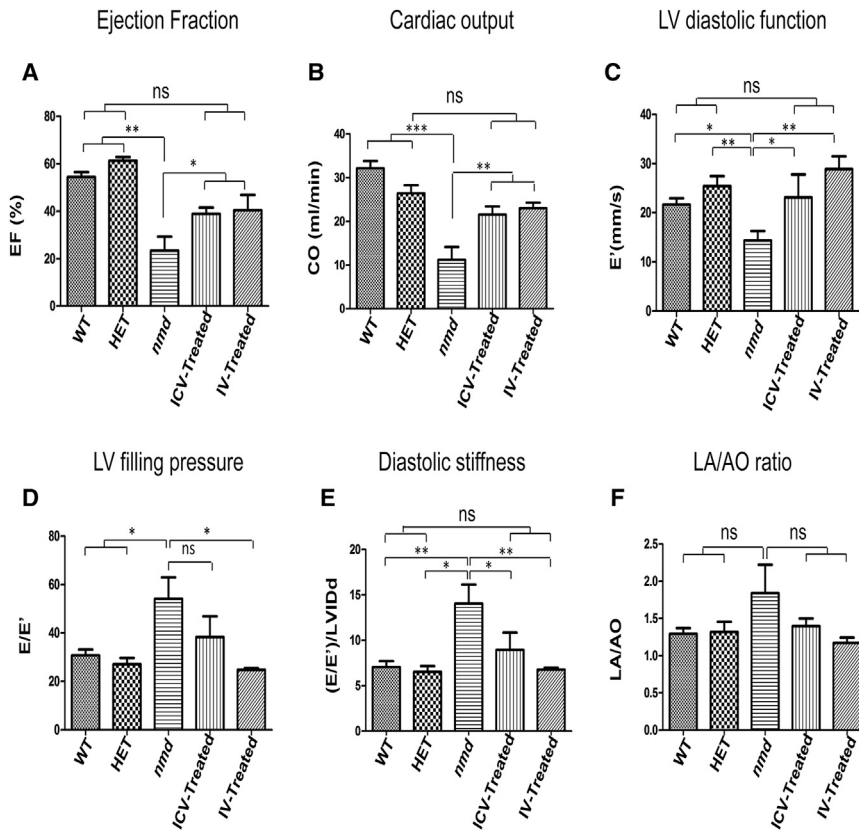 Ejection Fraction
A
ns
**
*
EF (%)
80
60
40
20
0
WT
HET
nmd
ICV-Treated
IV-Treated
Cardiac output
B
ns
***
**
CO (ml/min)
40
30
20
10
0
WT
HET
nmd
ICV-Treated
IV-Treated
LV diastolic function
C
ns
*
**
**
*
E'(mm/s)
40
30
20
10
0
WT
HET
nmd
ICV-Treated
IV-Treated
LV filling pressure
D
*
*
ns
E/E'
80
60
40
20
0
WT
HET
nmd
ICV-Treated
IV-Treated
Diastolic stiffness
E
ns
**
**
*
*
(E/E')/LVIDd
20
15
10
5
0
WT
HET
nmd
ICV-Treated
IV-Treated
LA/AO ratio
F
ns
ns
LA/AO
2.5
2.0
1.5
1.0
0.5
0.0
WT
HET
nmd
ICV-Treated
IV-Treated